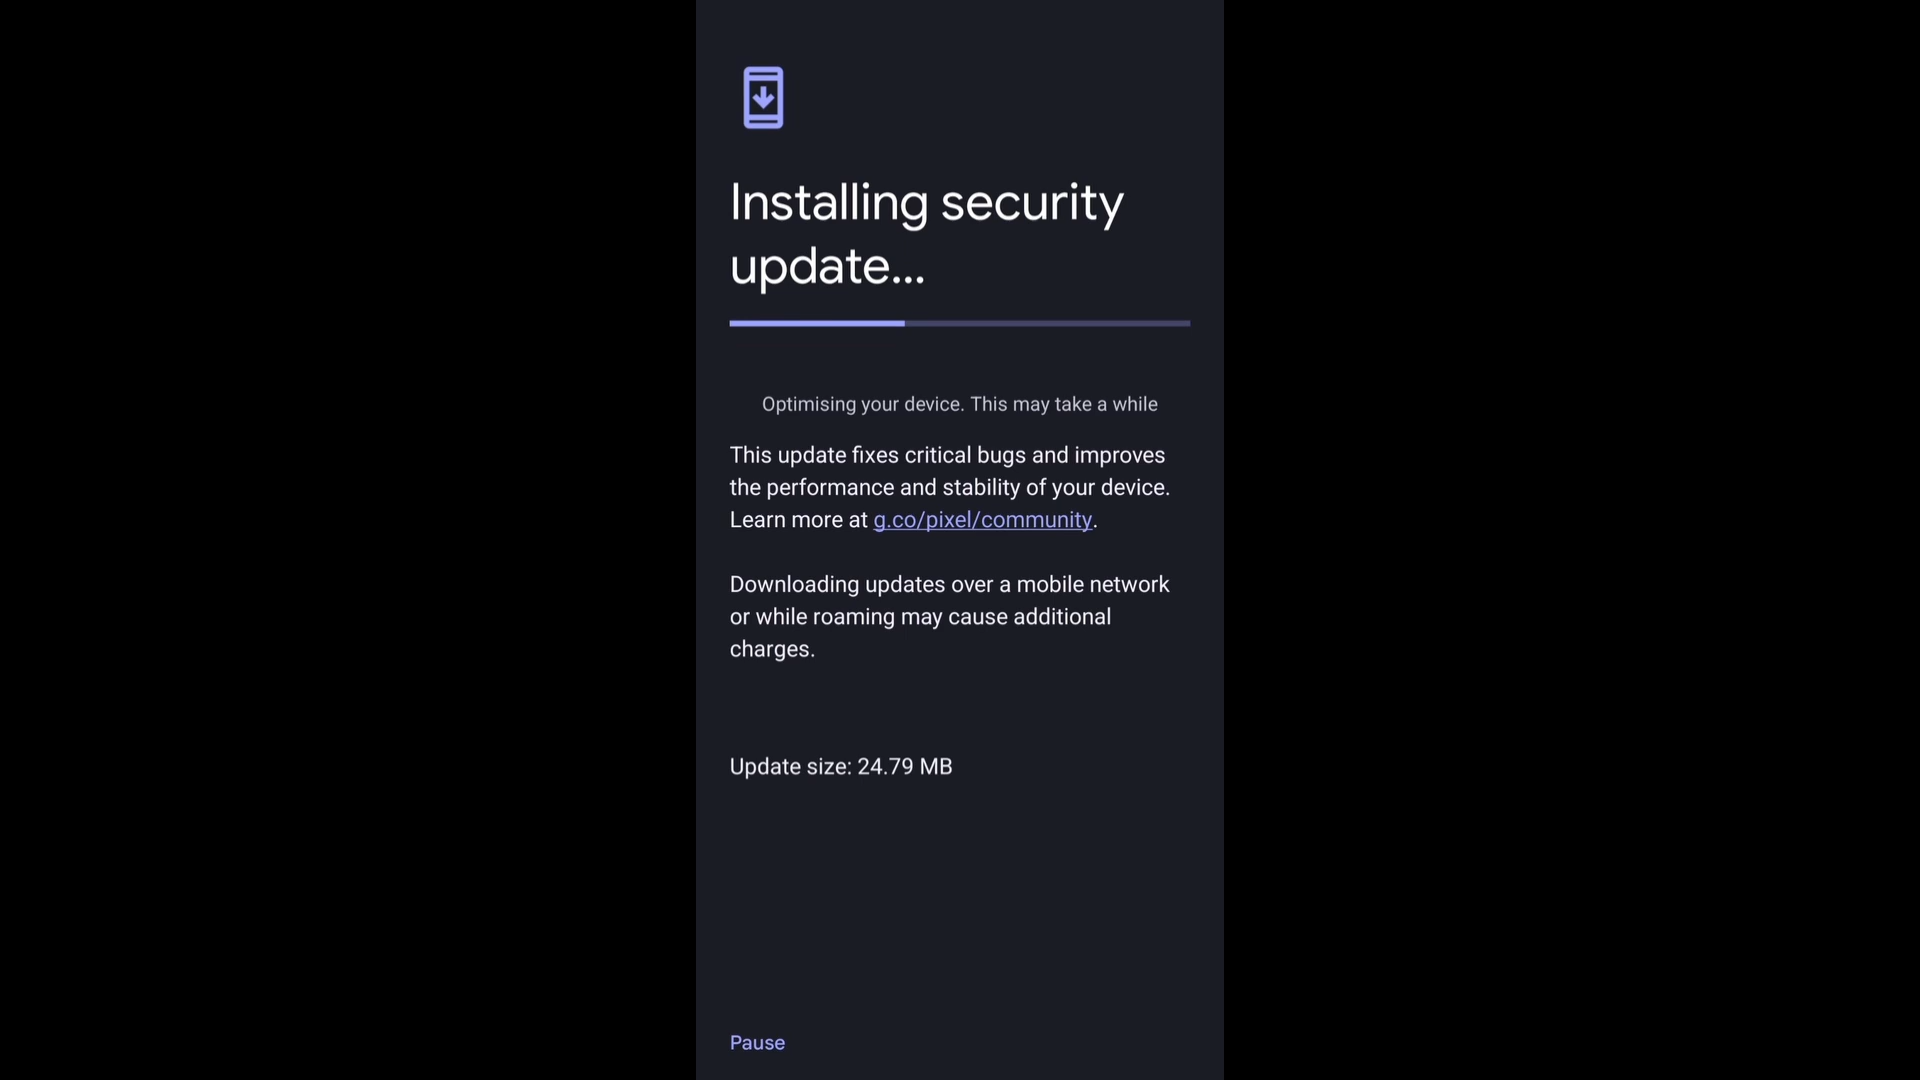 Installing security
update...
Optimising your device. This may take a while
This update fixes critical bugs and improves
the performance and stability of your device.
Learn more at g.co/pixel/community.
Downloading updates over a mobile network
or while roaming may cause additional
charges.
Update size: 24.79 MB
Pause